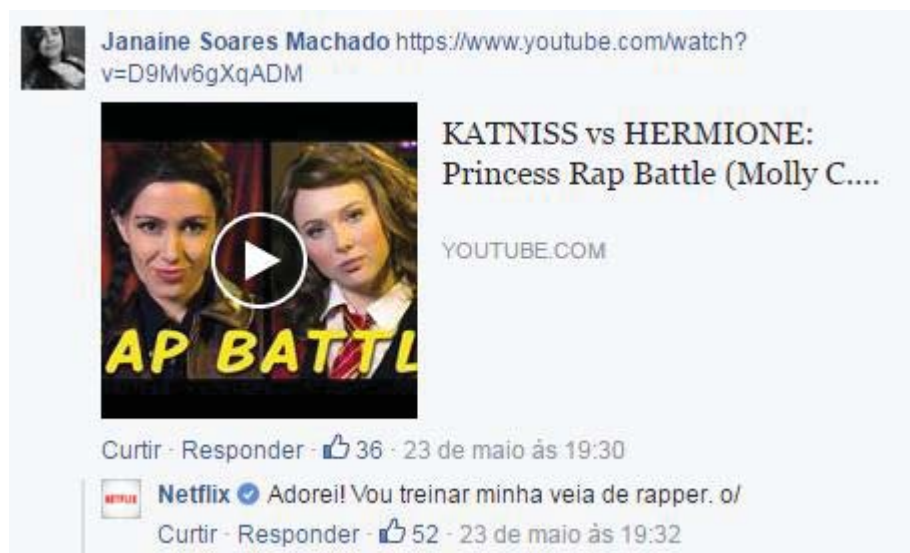 Janaine Soares Machado https://www.youtube.com/watch?
v=D9Mv6gXqADM
KATNISS vs HERMIONE:
Princess Rap Battle (Molly C....
YOUTUBE.COM
AP BATTL
Curtir · Responder · 36 · 23 de maio às 19:30
NETFLIX
Netflix Adorei! Vou treinar minha veia de rapper. o/
Curtir · Responder · 52 · 23 de maio às 19:32